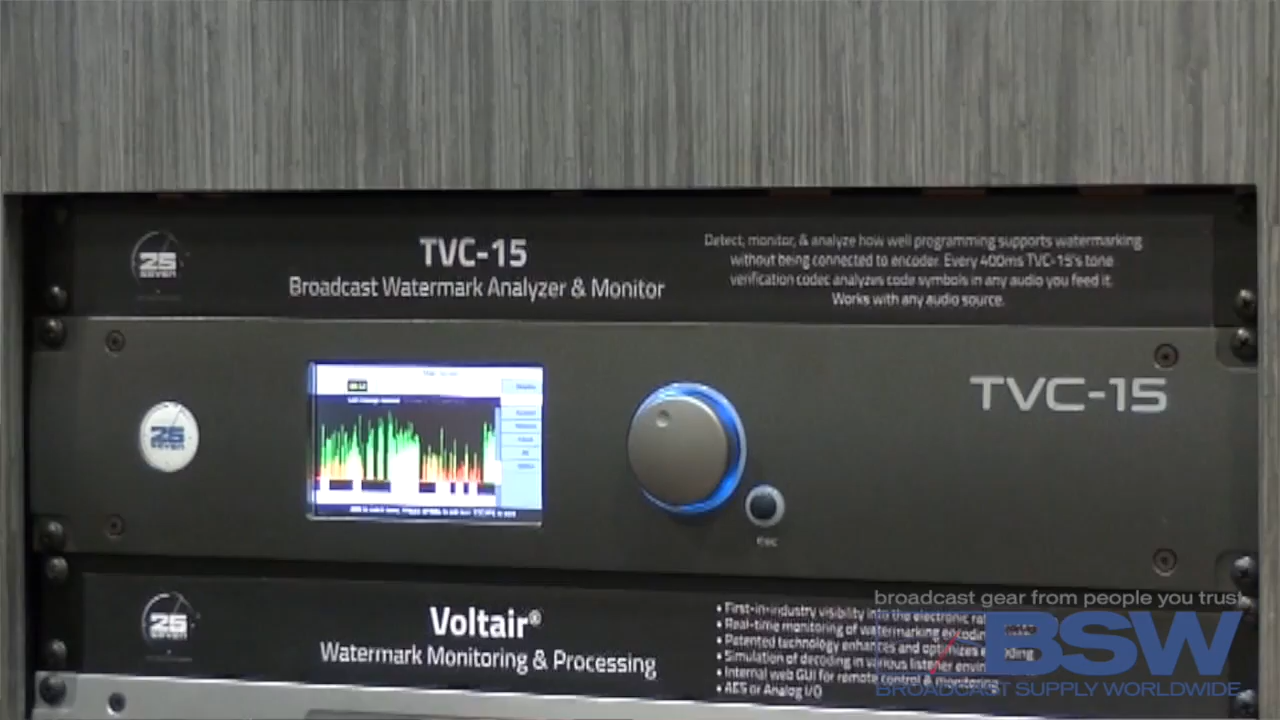 25
SEVEN
TVC-15
Broadcast Watermark Analyzer & Monitor
Detect, monitor, & analyze how well programming supports watermarking
without being connected to encoder. Every 400ms TVC-15's tone
verification codec analyzes code symbols in any audio you feed it.
Works with any audio source.
25
SEVEN
TVC-15
ESC
25
SEVEN
Voltair®
Watermark Monitoring & Processing
• First-in-industry visibility into the electronic
• Real-time monitoring of watermarking
• Patented technology enhances and optimizes encoding
• Simulation of decoding in various listener
• Internal web GUI for remote control & monitoring
• AES or Analog I/O
broadcast gear from people you trust
BSW
BROADCAST SUPPLY WORLDWIDE